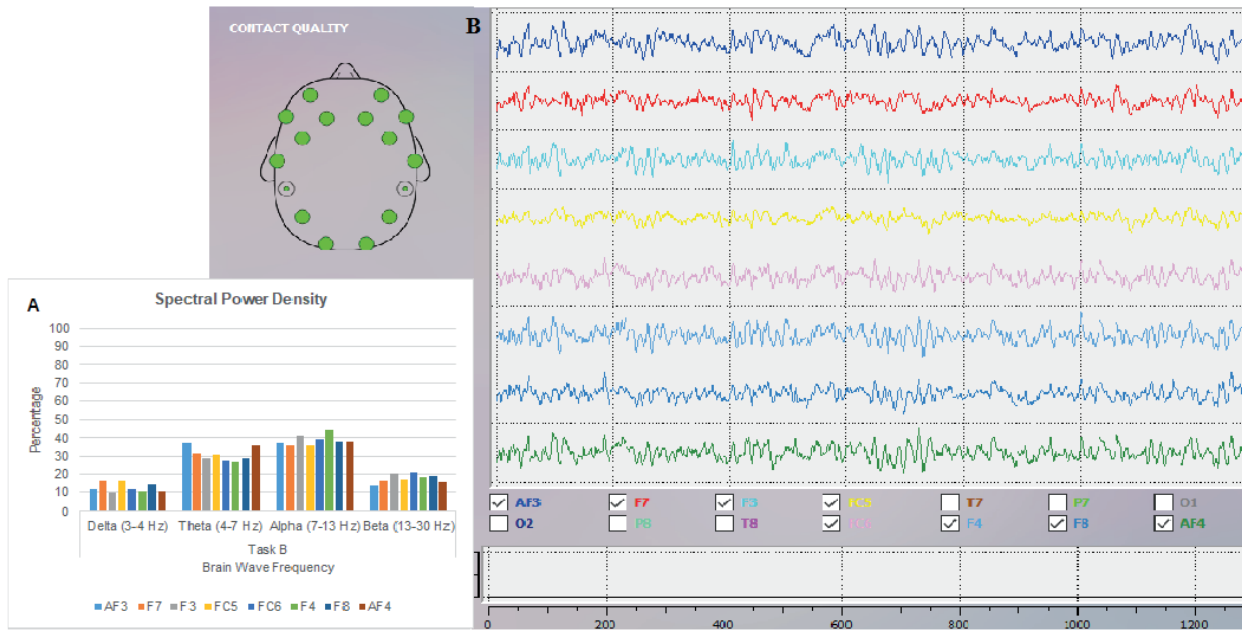 CONTACT QUALITY
B
A
Spectral Power Density
Percentage
100
90
80
70
60
50
40
30
20
10
0
Delta (3-4 Hz) Theta (4-7 Hz) Alpha (7-13 Hz) Beta (13-30 Hz)
Task B
Brain Wave Frequency
AF3 F7 F3 FC5 FC6 F4 F8 AF4
AF3 F7 F3 FC5 T7 P7 O1
O2 P8 T8 FC6 F4 F8 AF4
0 200 400 600 800 1000 1200